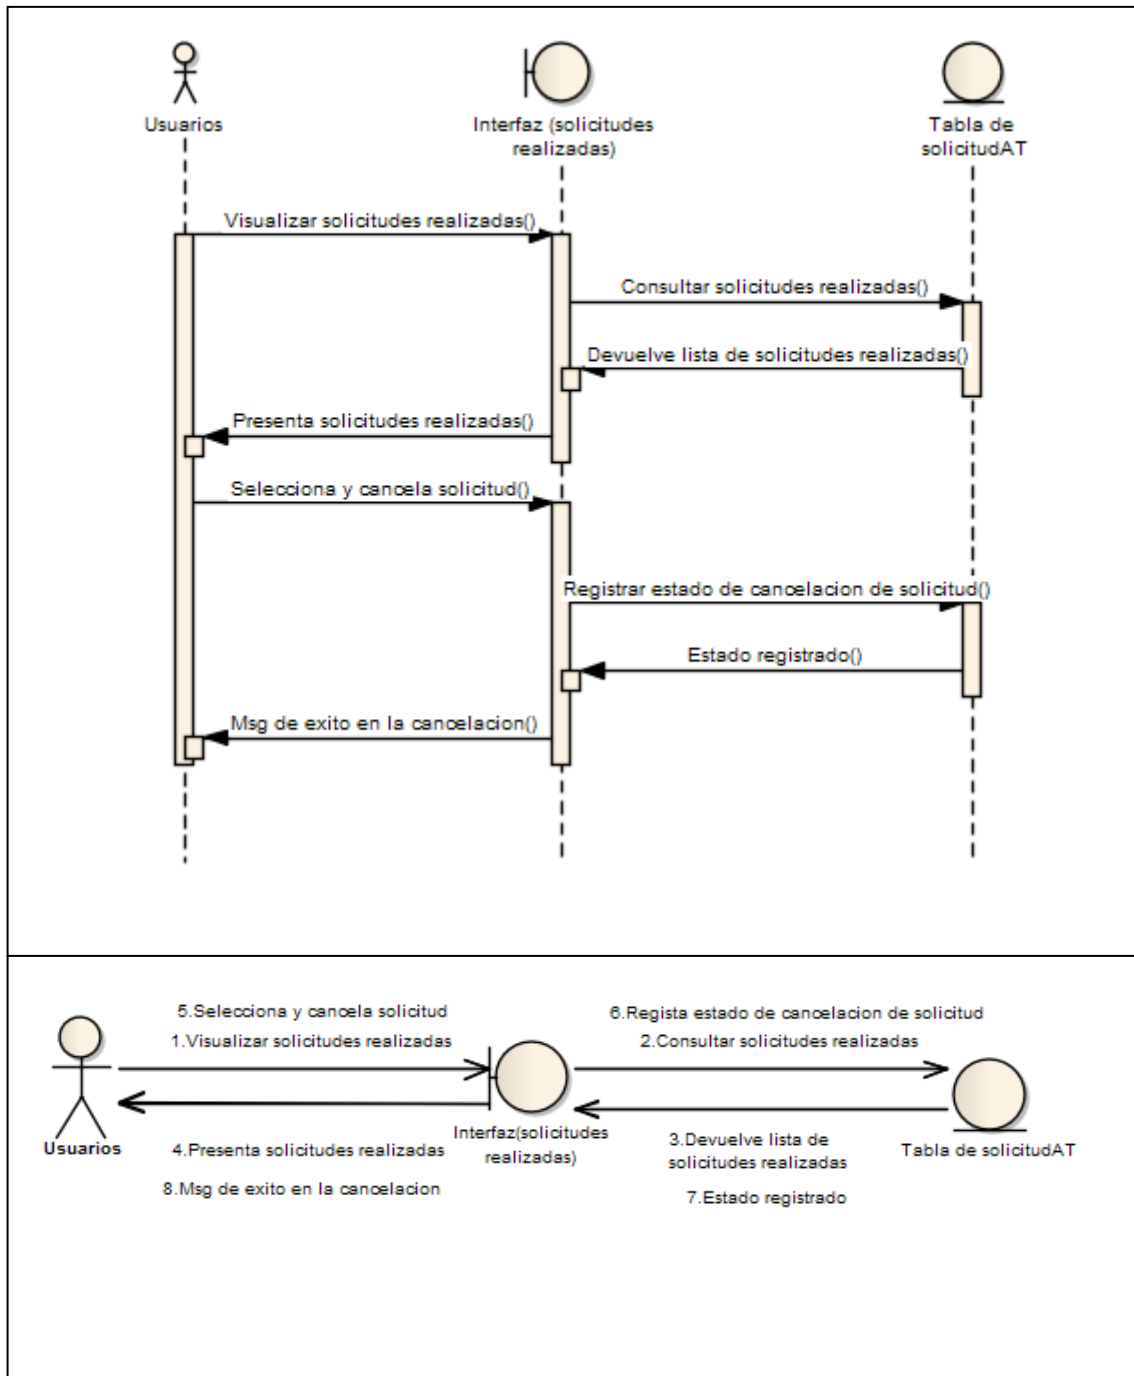 Usuarios
Interfaz (solicitudes
realizadas)
Tabla de
solicitudAT
Visualizar solicitudes realizadas()
Consultar solicitudes realizadas()
Devuelve lista de solicitudes realizadas()
Presenta solicitudes realizadas()
Selecciona y cancela solicitud()
Registrar estado de cancelacion de solicitud()
Estado registrado()
Msg de exito en la cancelacion()
5.Selecciona y cancela solicitud
1.Visualizar solicitudes realizadas
6.Regista estado de cancelacion de solicitud
2.Consultar solicitudes realizadas
Usuarios
Interfaz(solicitudes
realizadas)
Tabla de solicitudAT
4.Presenta solicitudes realizadas
8.Msg de exito en la cancelacion
3.Devuelve lista de
solicitudes realizadas
7.Estado registrado